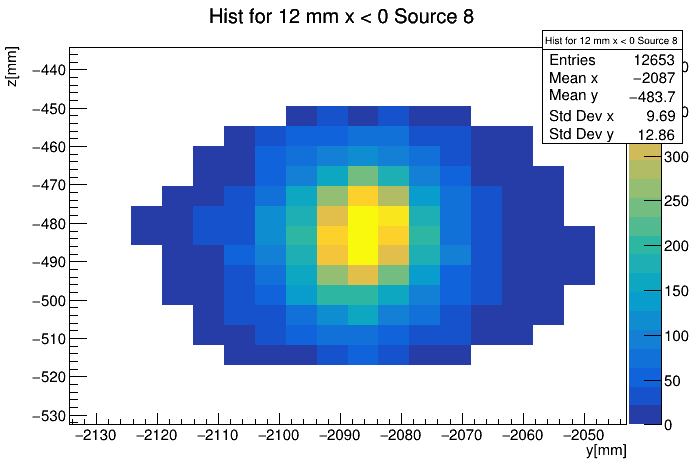 Hist for 12 mm x < 0 Source 8
z[mm]
Hist for 12 mm x < 0 Source 8
Entries 12653
Mean x −2087
Mean y −483.7
Std Dev x 9.69
Std Dev y 12.86
−440
−450
−460
−470
−480
−490
−500
−510
−520
−530
300
250
200
150
100
50
0
−2130 −2120 −2110 −2100 −2090 −2080 −2070 −2060 −2050
y[mm]